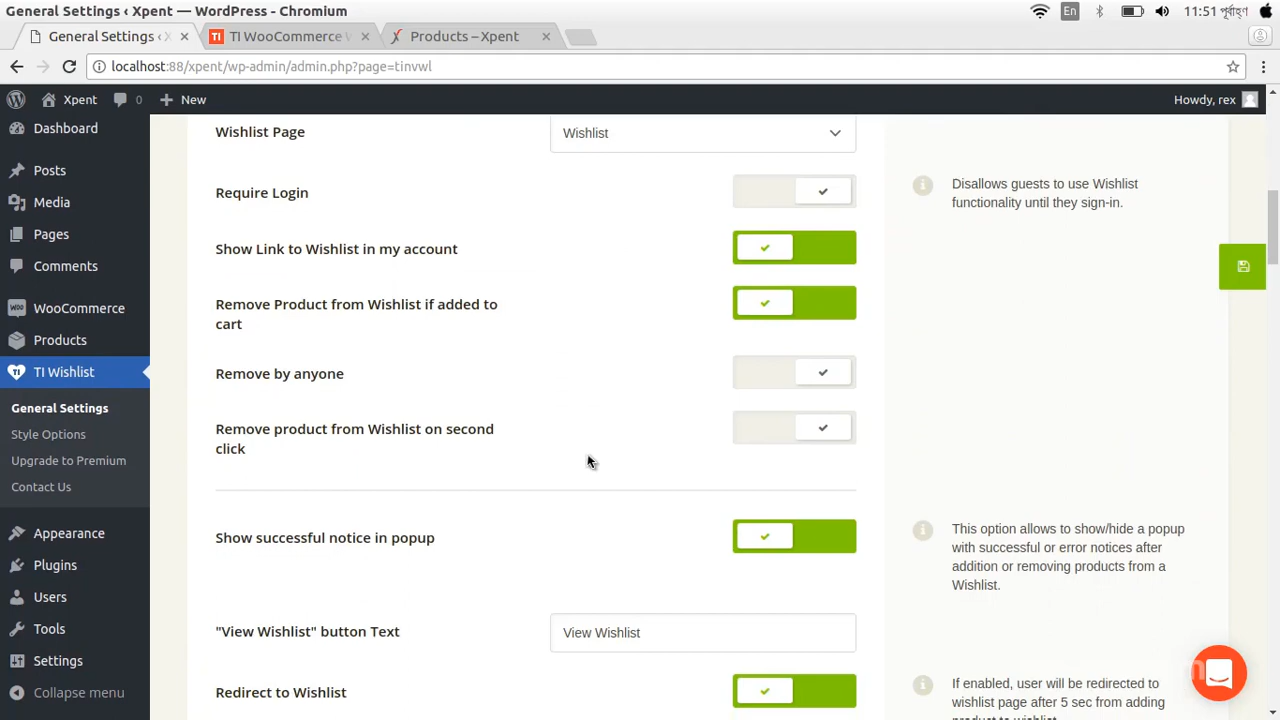 General Settings ‹ Xpent — WordPress - Chromium
En
11:51 পূর্বাহ্ণ
General Settings ‹ X
TI WooCommerce W
Products – Xpent
localhost:88/xpent/wp-admin/admin.php?page=tinvwl
Xpent
0
New
Howdy, rex
Dashboard
Posts
Media
Pages
Comments
WooCommerce
Products
TI Wishlist
General Settings
Style Options
Upgrade to Premium
Contact Us
Appearance
Plugins
Users
Tools
Settings
Collapse menu
Wishlist Page
Wishlist
Require Login
Disallows guests to use Wishlist
functionality until they sign-in.
Show Link to Wishlist in my account
Remove Product from Wishlist if added to
cart
Remove by anyone
Remove product from Wishlist on second
click
Show successful notice in popup
This option allows to show/hide a popup
with successful or error notices after
addition or removing products from a
Wishlist.
"View Wishlist" button Text
View Wishlist
Redirect to Wishlist
If enabled, user will be redirected to
wishlist page after 5 sec from adding
product to wishlist.